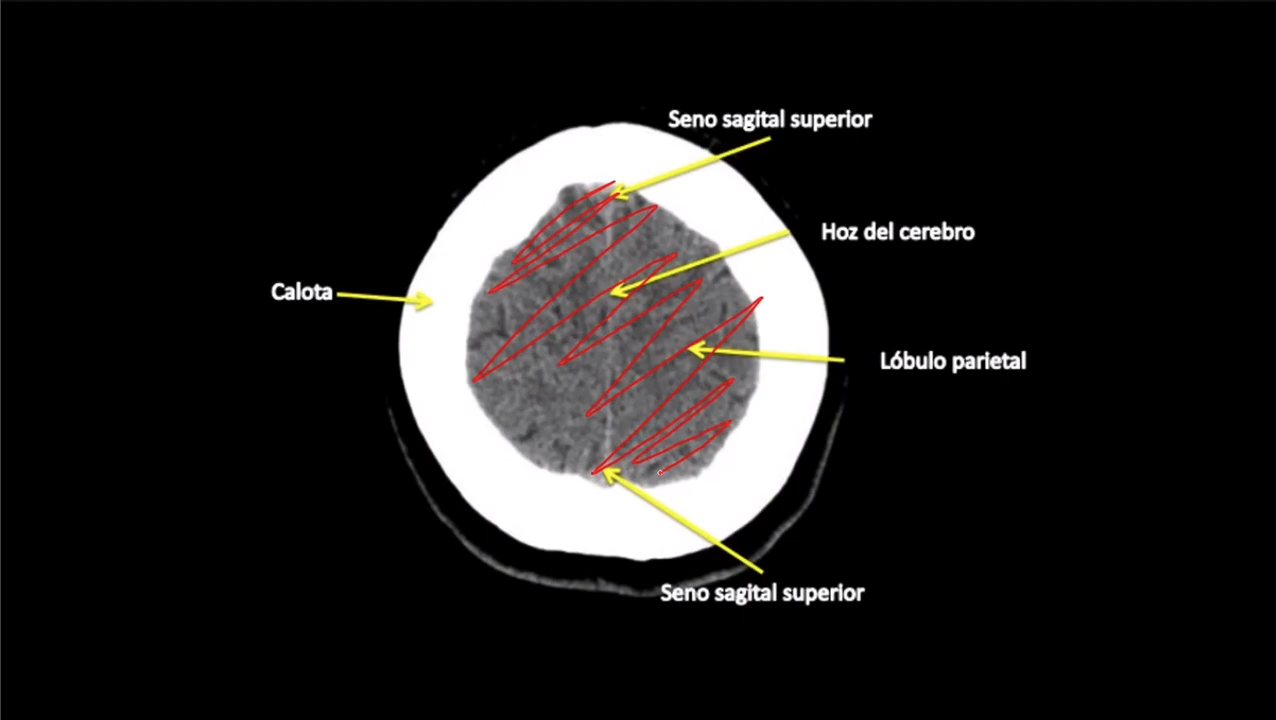 Seno sagital superior
Hoz del cerebro
Calota
Lóbulo parietal
Seno sagital superior